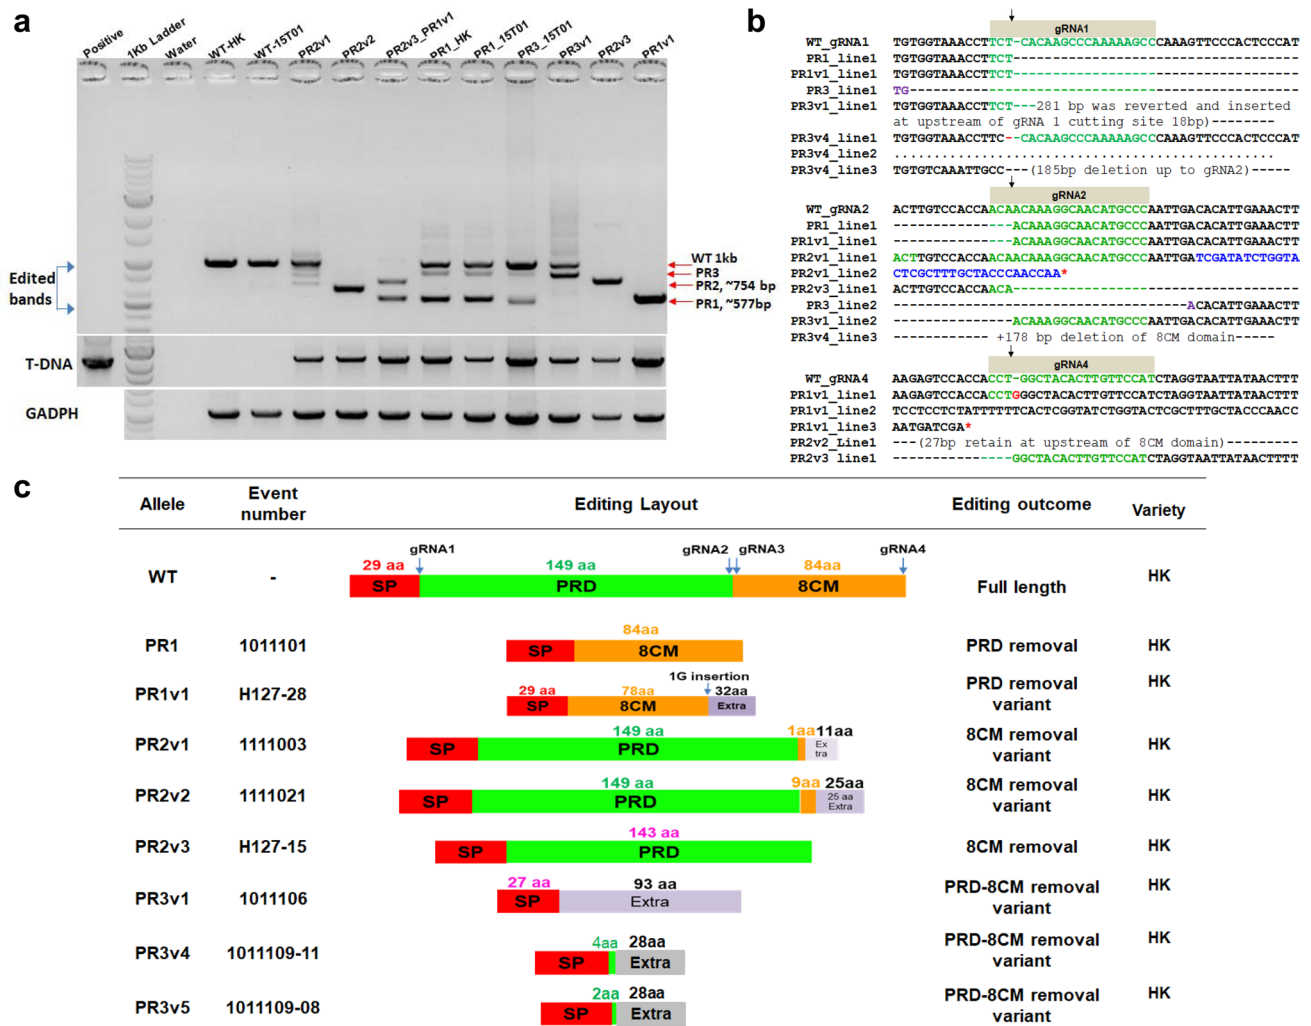 a
Positive
1Kb Ladder
Water
WT-HK
WT-15T01
PR2v1
PR2v2
PR2v3_PR1v1
PR1_HK
PR1_15T01
PR3_15T01
PR3v1
PR2v3
PR1v1
Edited
bands
WT 1kb
PR3
PR2, ~754 bp
PR1, ~577bp
T-DNA
GADPH
b
gRNA1
WT_gRNA1 TGTGGTAAACCTTCT-CACAAGCCCAAAAAGCCCAAAGTTCCCACTCCCAT
PR1_line1 TGTGGTAAACCTTCT------------------------------------
PR1v1_line1 TGTGGTAAACCTTCT------------------------------------
PR3_line1 TG-------------------------------------------------
PR3v1_line1 TGTGGTAAACCTTCT---281 bp was reverted and inserted
at upstream of gRNA 1 cutting site 18bp)--------
PR3v4_line1 TGTGGTAAACCTTC--CACAAGCCCAAAAAGCCCAAAGTTCCCACTCCCAT
PR3v4_line2 ................................................
PR3v4_line3 TGTGTCAAATTGCC---(185bp deletion up to gRNA2)-----
gRNA2
WT_gRNA2 ACTTGTCCACCAACAACAAAGGCAACATGCCCAATTGACACATTGAAACTT
PR1_line1 ---------------ACAAAGGCAACATGCCCAATTGACACATTGAAACTT
PR1v1_line1 ---------------ACAAAGGCAACATGCCCAATTGACACATTGAAACTT
PR2v1_line1 ACTTGTCCACCAACAACAAAGGCAACATGCCCAATTGATCGATATCTGGTA
PR2v1_line2 CTCGCTTTGCTACCCAACCAA*
PR2v3_line1 ACTTGTCCACCAACA------------------------------------
PR3_line2 -------------------------------------ACACATTGAAACTT
PR3v1_line2 ---------------ACAAAGGCAACATGCCCAATTGACACATTGAAACTT
PR3v4_line3 -------------+178 bp deletion of 8CM domain--------
gRNA4
WT_gRNA4 AAGAGTCCACCACCT-GGCTACACTTGTTCCATCTAGGTAATTATAACTTT
PR1v1_line1 AAGAGTCCACCACCTGGGCTACACTTGTTCCATCTAGGTAATTATAACTTT
PR1v1_line2 TCCTCCTCTATTTTTTCACTCGGTATCTGGTACTCGCTTTGCTACCCAACC
PR1v1_line3 AATGATCGA*
PR2v2_Line1 ---(27bp retain at upstream of 8CM domain)---------
PR2v3_line1 ---------------GGCTACACTTGTTCCATCTAGGTAATTATAACTTTT
c
Allele Event number Editing Layout Editing outcome Variety
gRNA1 gRNA2 gRNA3 gRNA4
29 aa 149 aa 84aa
WT - SP PRD 8CM Full length HK
84aa
PR1 1011101 SP 8CM PRD removal HK
1G insertion
29 aa 78aa 32aa
PR1v1 H127-28 SP 8CM Extra PRD removal variant HK
149 aa 1aa 11aa
PR2v1 1111003 SP PRD Ex tra 8CM removal variant HK
149 aa 9aa 25aa
PR2v2 1111021 SP PRD 25 aa Extra 8CM removal variant HK
143 aa
PR2v3 H127-15 SP PRD 8CM removal HK
27 aa 93 aa
PR3v1 1011106 SP Extra PRD-8CM removal variant HK
4aa 28aa
PR3v4 1011109-11 SP Extra PRD-8CM removal variant HK
2aa 28aa
PR3v5 1011109-08 SP Extra PRD-8CM removal variant HK